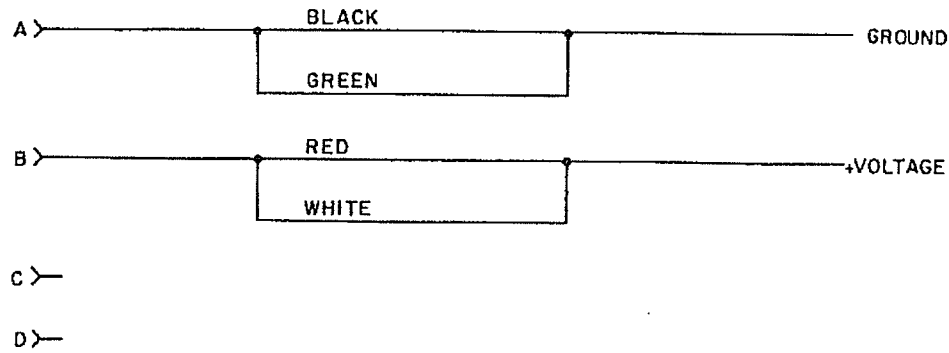 BLACK
A GROUND
GREEN
RED
B +VOLTAGE
WHITE
C
D